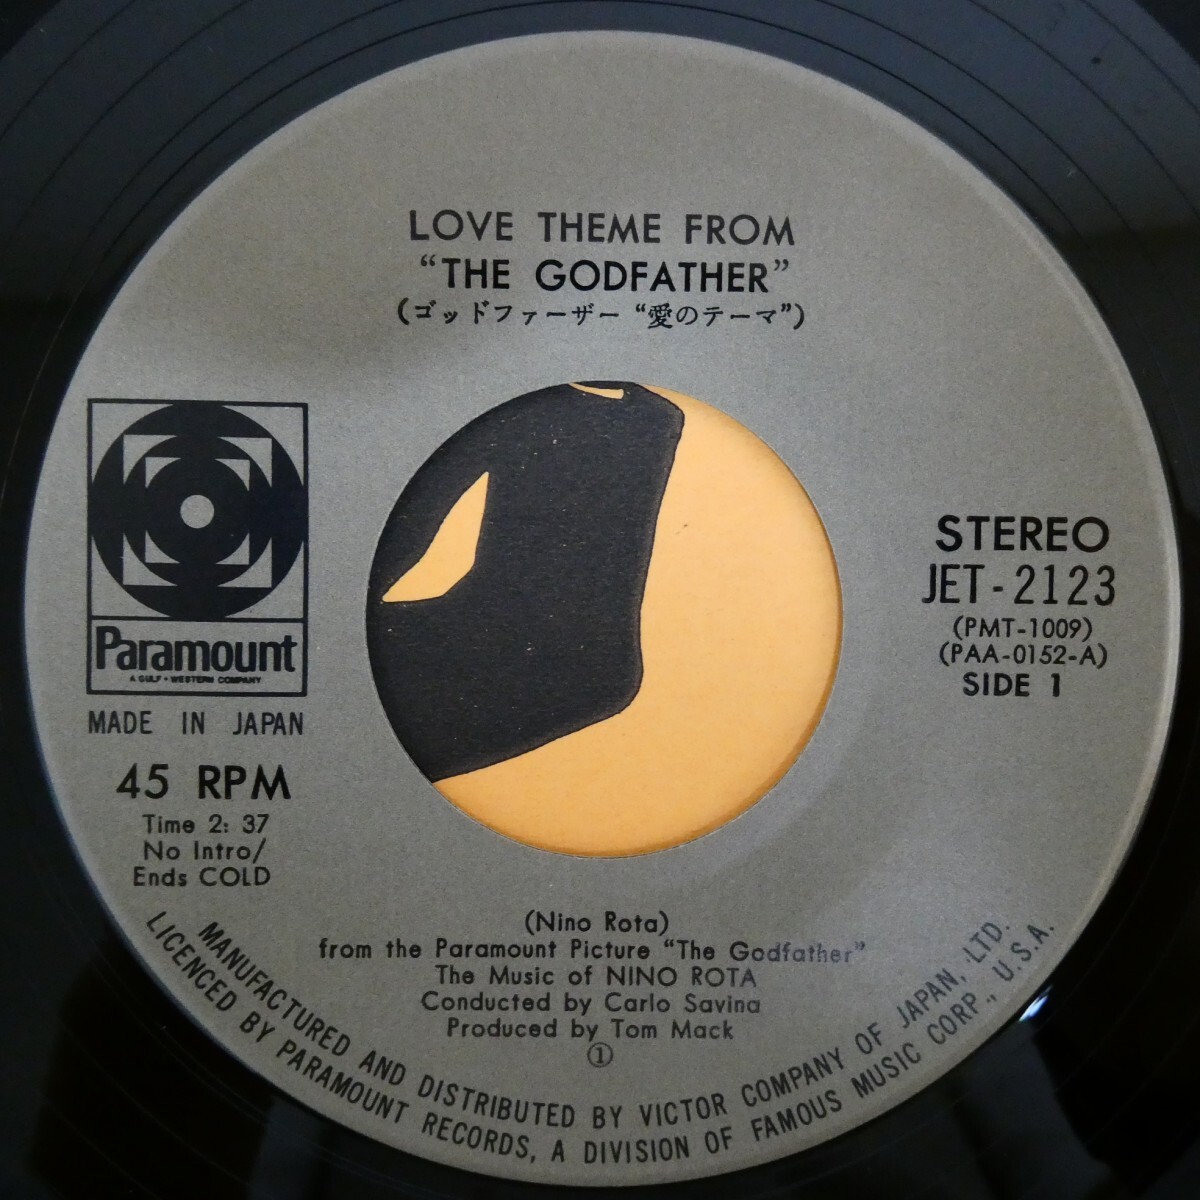 LOVE THEME FROM
“THE GODFATHER”
(ゴッドファーザー “愛のテーマ”)
Paramount
A GULF + WESTERN COMPANY
MADE IN JAPAN
45 RPM
Time 2: 37
No Intro/
Ends COLD
STEREO
JET-2123
(PMT-1009)
(PAA-0152-A)
SIDE 1
(Nino Rota)
from the Paramount Picture “The Godfather”
The Music of NINO ROTA
Conducted by Carlo Savina
Produced by Tom Mack
①
MANUFACTURED AND DISTRIBUTED BY VICTOR COMPANY OF JAPAN, LTD.
LICENCED BY PARAMOUNT RECORDS, A DIVISION OF FAMOUS MUSIC CORP., U.S.A.